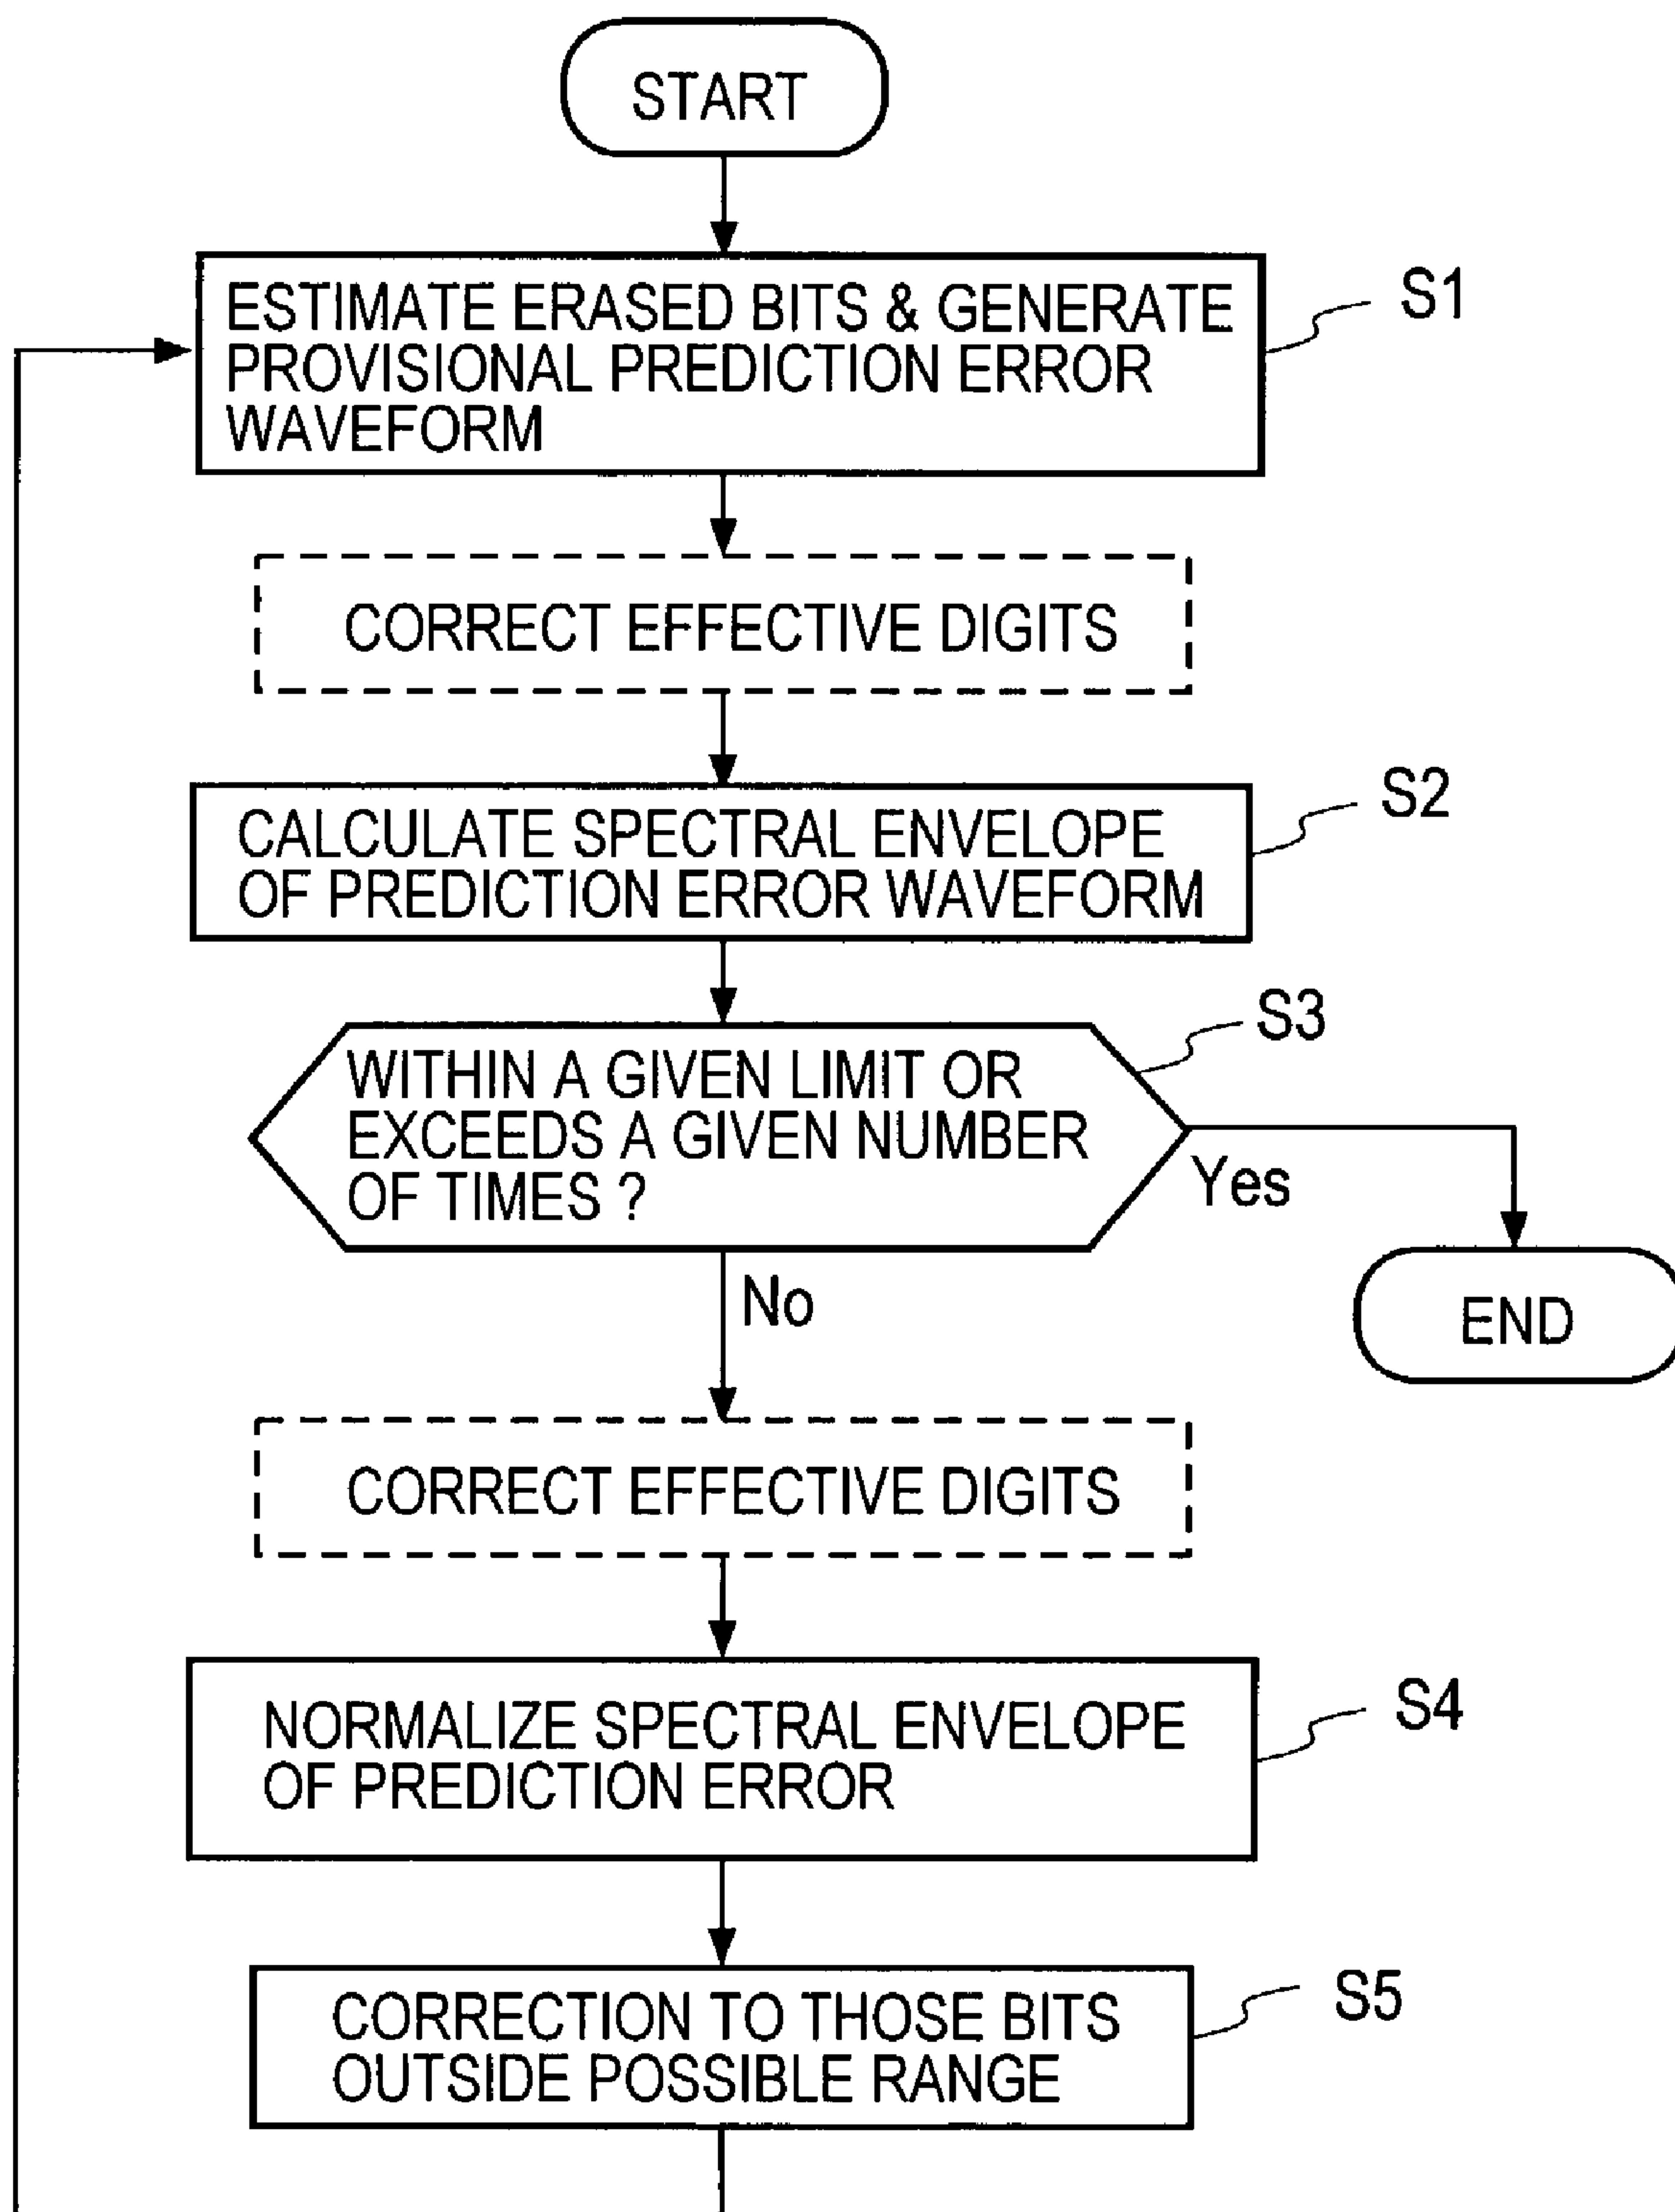 START
ESTIMATE ERASED BITS & GENERATE
PROVISIONAL PREDICTION ERROR
WAVEFORM
S1
CORRECT EFFECTIVE DIGITS
CALCULATE SPECTRAL ENVELOPE
OF PREDICTION ERROR WAVEFORM
S2
WITHIN A GIVEN LIMIT OR
EXCEEDS A GIVEN NUMBER
OF TIMES ?
S3
Yes
No
END
CORRECT EFFECTIVE DIGITS
NORMALIZE SPECTRAL ENVELOPE
OF PREDICTION ERROR
S4
CORRECTION TO THOSE BITS
OUTSIDE POSSIBLE RANGE
S5